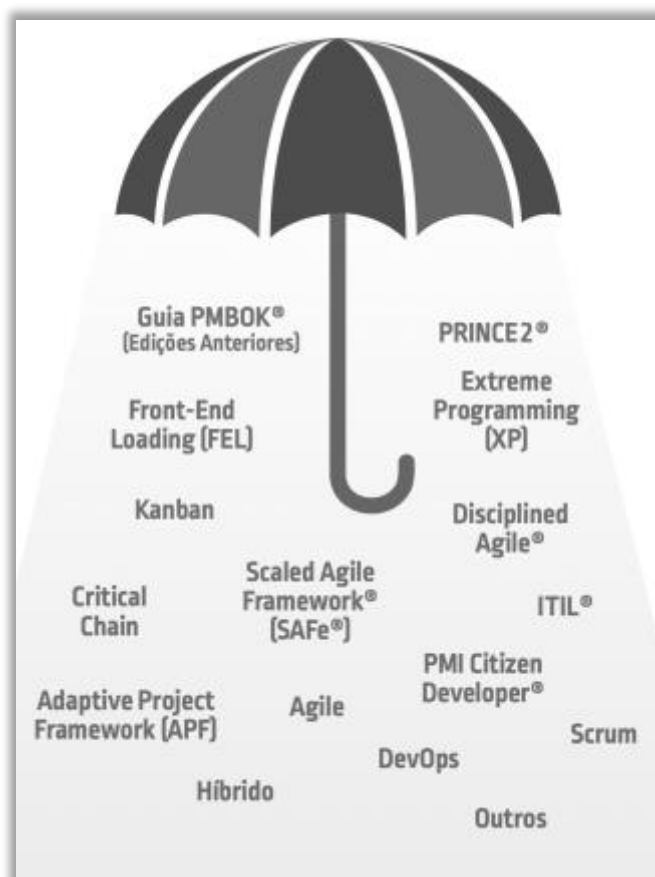 Guia PMBOK®
(Edições Anteriores)
PRINCE2®
Front-End
Loading (FEL)
Extreme
Programming
(XP)
Kanban
Disciplined
Agile®
Critical
Chain
Scaled Agile
Framework®
(SAFe®)
ITIL®
Adaptive Project
Framework (APF)
Agile
PMI Citizen
Developer®
Scrum
DevOps
Híbrido
Outros